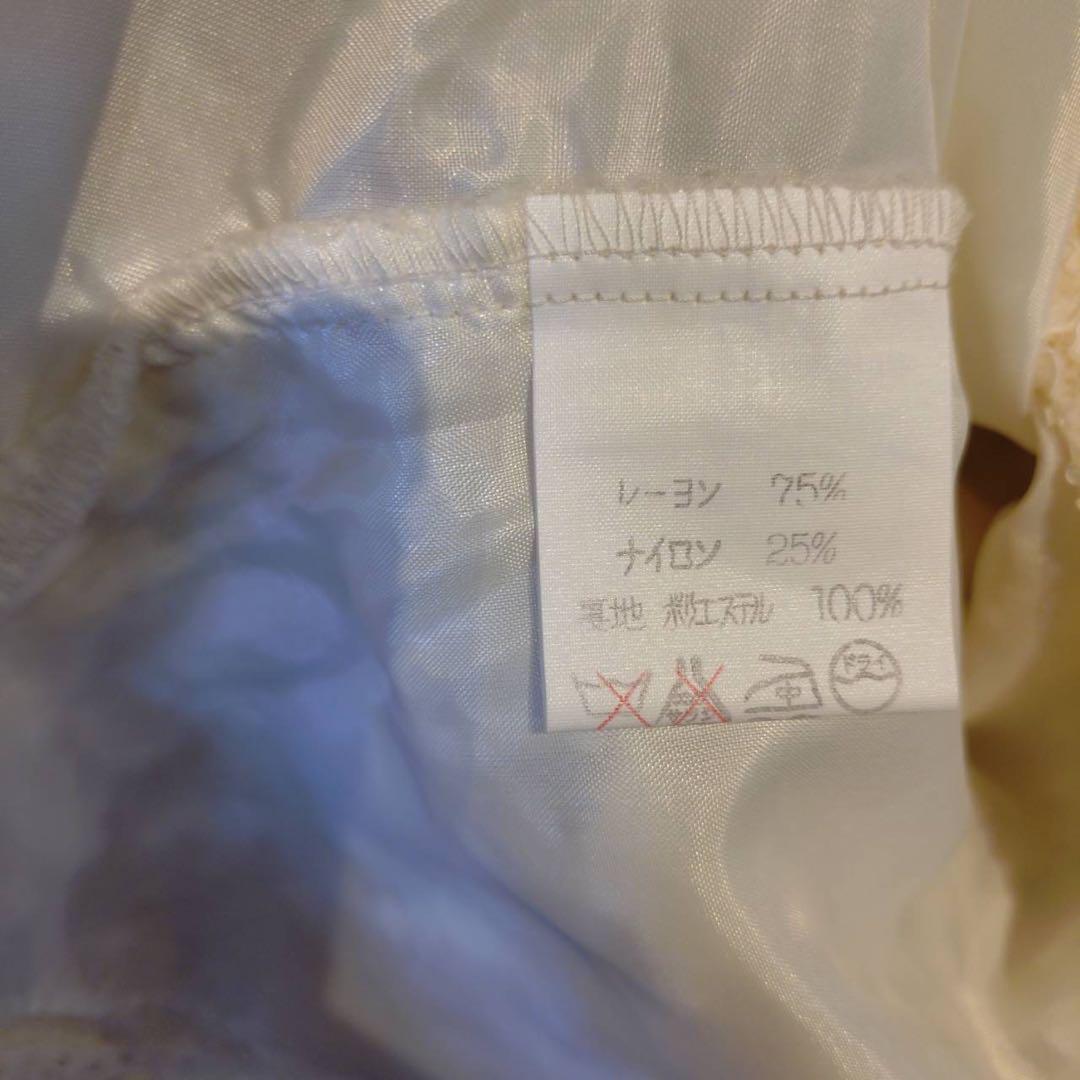 レーヨン 75%
ナイロン 25%
裏地 ポリエステル 100%
中 ドライ